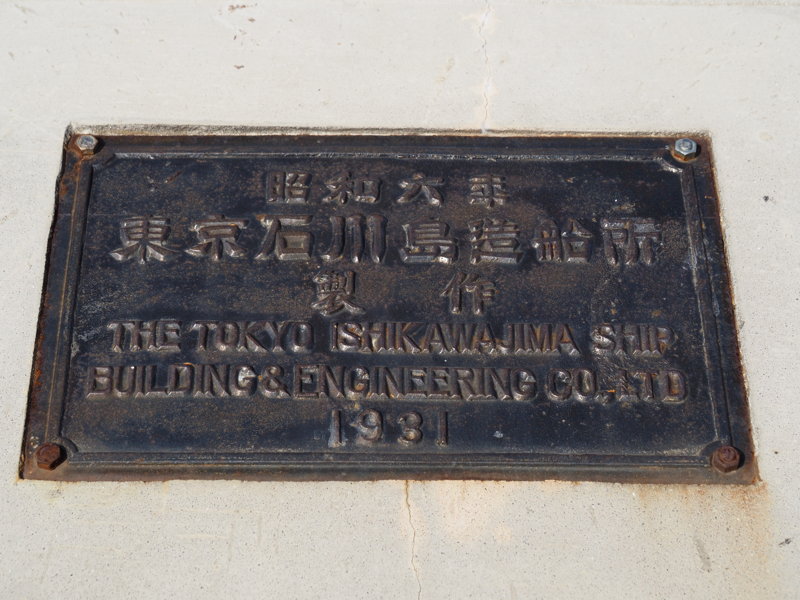 昭和六年
東京石川島造船所
製作
THE TOKYO ISHIKAWAJIMA SHIP
BUILDING & ENGINEERING CO., LTD
1931